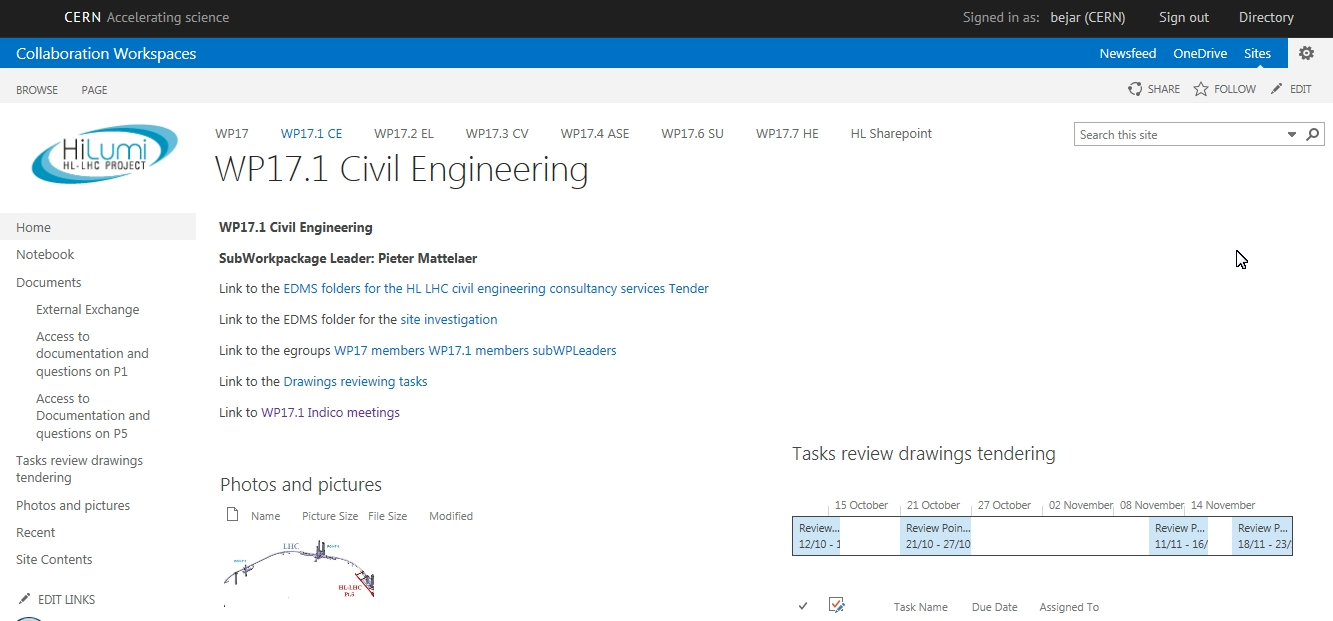 CERN Accelerating science
Signed in as: bejar (CERN) Sign out Directory
Collaboration Workspaces
Newsfeed OneDrive Sites
BROWSE PAGE
SHARE FOLLOW EDIT
HiLumi
HL-LHC PROJECT
WP17 WP17.1 CE WP17.2 EL WP17.3 CV WP17.4 ASE WP17.6 SU WP17.7 HE HL Sharepoint
Search this site
WP17.1 Civil Engineering
Home
Notebook
Documents
External Exchange
Access to
documentation and
questions on P1
Access to
Documentation and
questions on P5
Tasks review drawings
tendering
Photos and pictures
Recent
Site Contents
EDIT LINKS
WP17.1 Civil Engineering
SubWorkpackage Leader: Pieter Mattelaer
Link to the EDMS folders for the HL LHC civil engineering consultancy services Tender
Link to the EDMS folder for the site investigation
Link to the egroups WP17 members WP17.1 members subWPLeaders
Link to the Drawings reviewing tasks
Link to WP17.1 Indico meetings
Photos and pictures
Name Picture Size File Size Modified
LHC
HL-LHC
Pt.5
Tasks review drawings tendering
15 October 21 October 27 October 02 November 08 November 14 November
Review... Review Poin... Review P... Review P...
12/10 - 1 21/10 - 27/10 11/11 - 16/ 18/11 - 23/
Task Name Due Date Assigned To